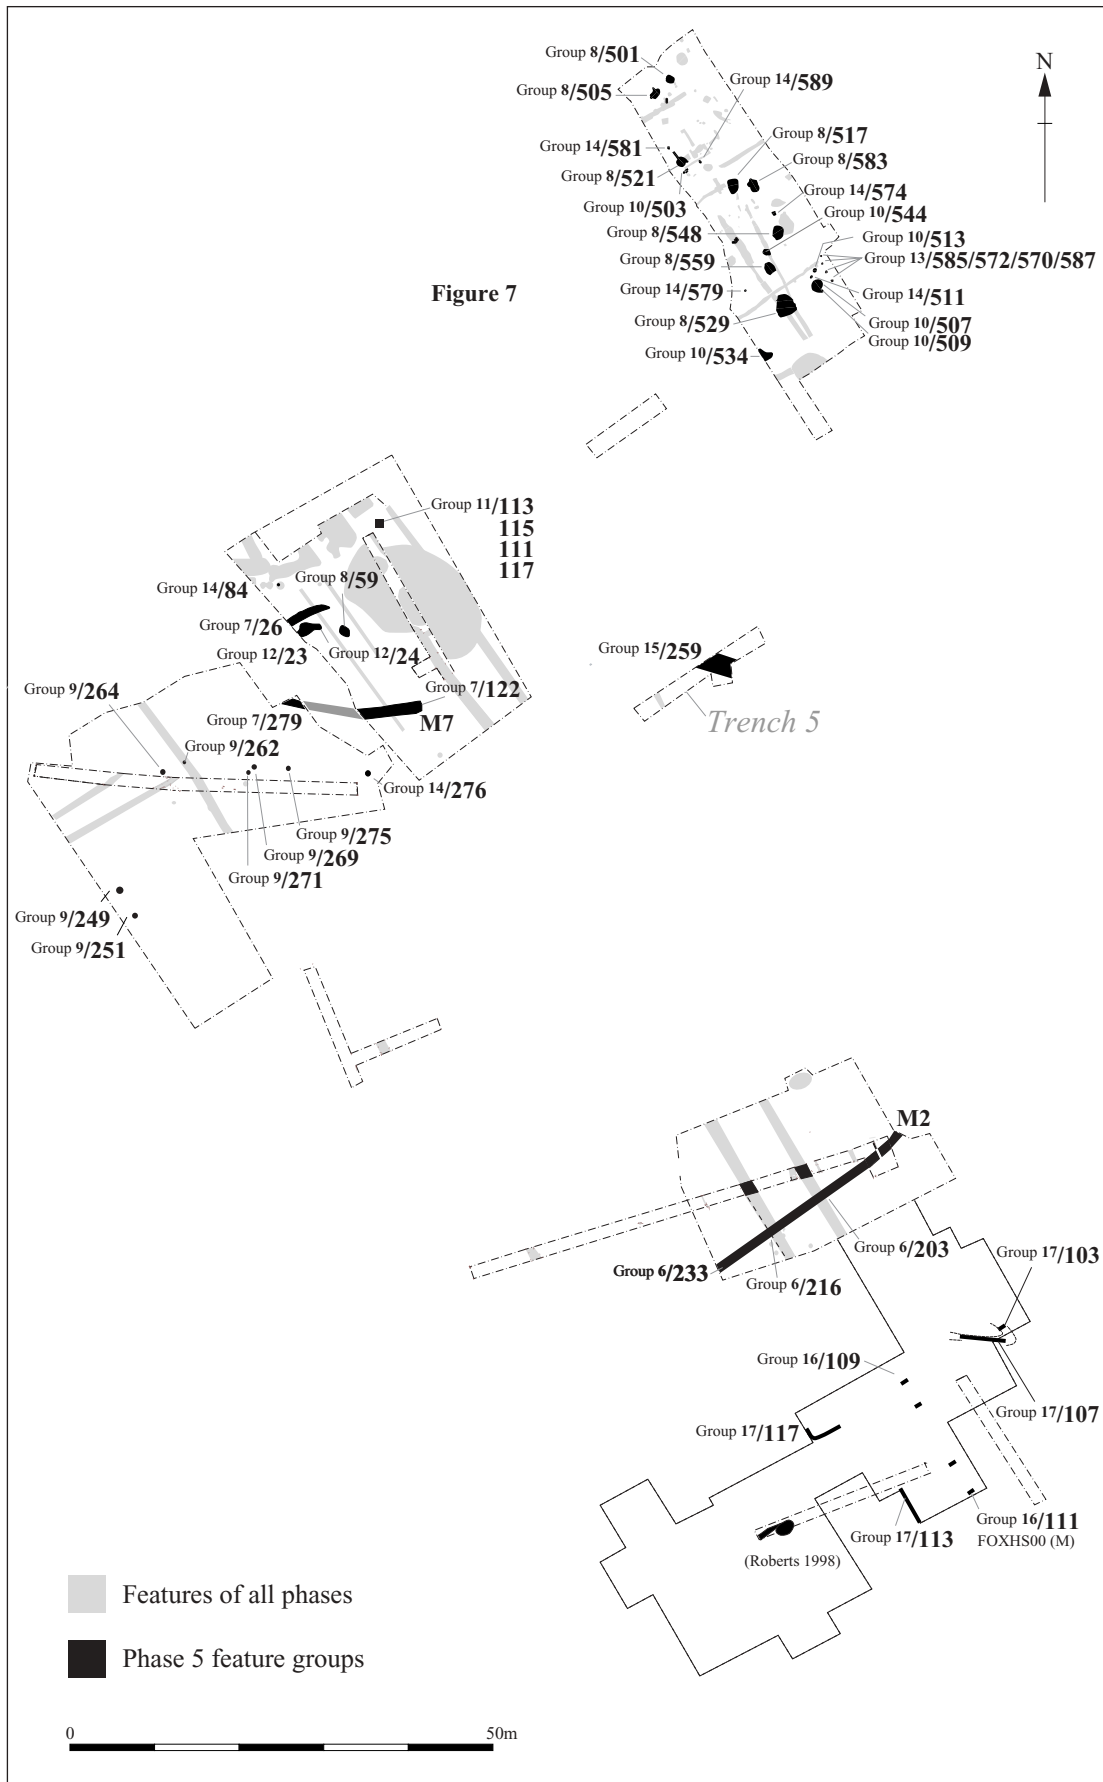 Group 8/501
Group 8/505
Group 14/589
N
Group 8/517
Group 14/581
Group 8/583
Group 8/521
Group 14/574
Group 10/503
Group 10/544
Group 8/548
Group 10/513
Group 8/559
Group 13/585/572/570/587
Figure 7
Group 14/579
Group 14/511
Group 8/529
Group 10/507
Group 10/509
Group 10/534
Group 11/113
115
111
117
Group 8/59
Group 14/84
Group 7/26
Group 12/23
Group 12/24
Group 15/259
Group 9/264
Group 7/122
Group 7/279
M7
Trench 5
Group 9/262
Group 14/276
Group 9/275
Group 9/269
Group 9/271
Group 9/249
Group 9/251
M2
Group 6/203
Group 17/103
Group 6/233
Group 6/216
Group 16/109
Group 17/107
Group 17/117
Group 16/111
FOXHS00 (M)
Group 17/113
(Roberts 1998)
Features of all phases
Phase 5 feature groups
0
50m